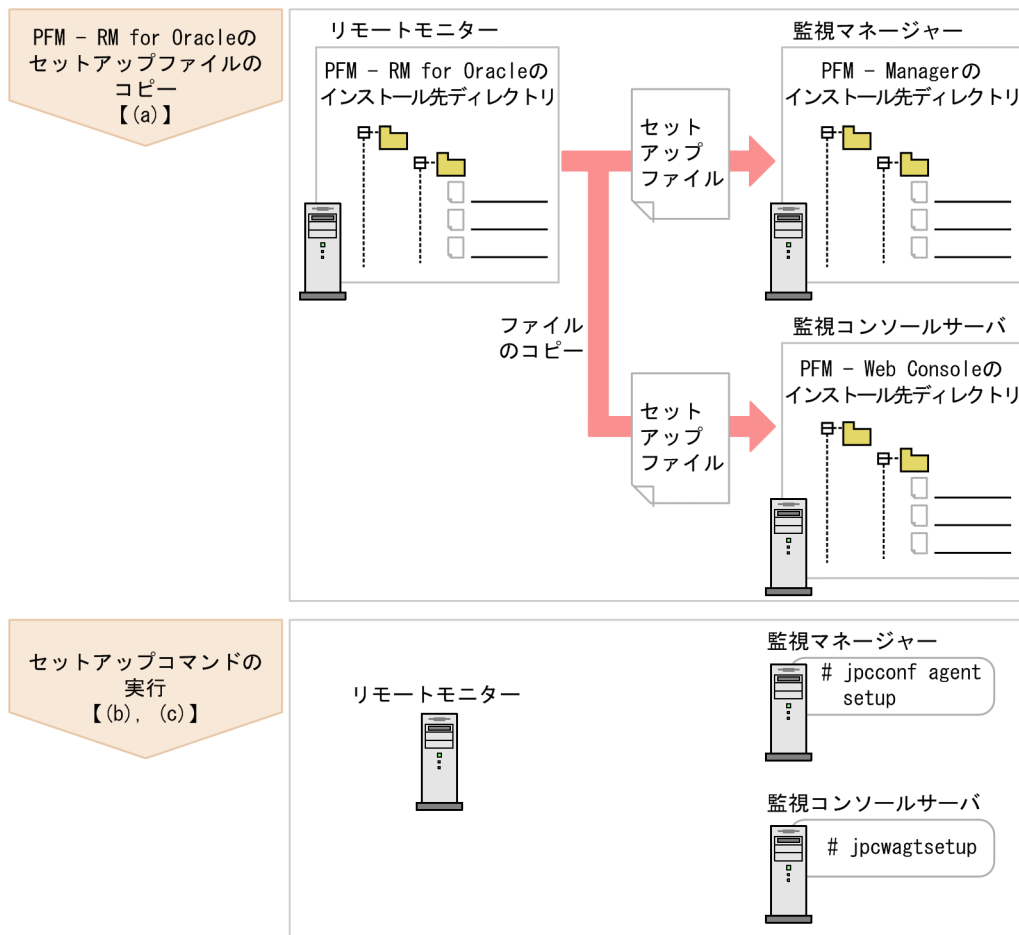 PFM － RM for Oracleの
セットアップファイルの
コピー
【(a)】
リモートモニター
PFM － RM for Oracleの
インストール先ディレクトリ
セット
アップ
ファイル
監視マネージャー
PFM － Managerの
インストール先ディレクトリ
ファイル
のコピー
セット
アップ
ファイル
監視コンソールサーバ
PFM － Web Consoleの
インストール先ディレクトリ
セットアップコマンドの
実行
【(b), (c)】
リモートモニター
監視マネージャー
# jpcconf agent
setup
監視コンソールサーバ
# jpcwagtsetup